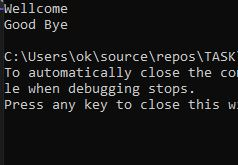 Wellcome
Good Bye
C:\Users\ok\source\repos\TASK
To automatically close the co
le when debugging stops.
Press any key to close this w